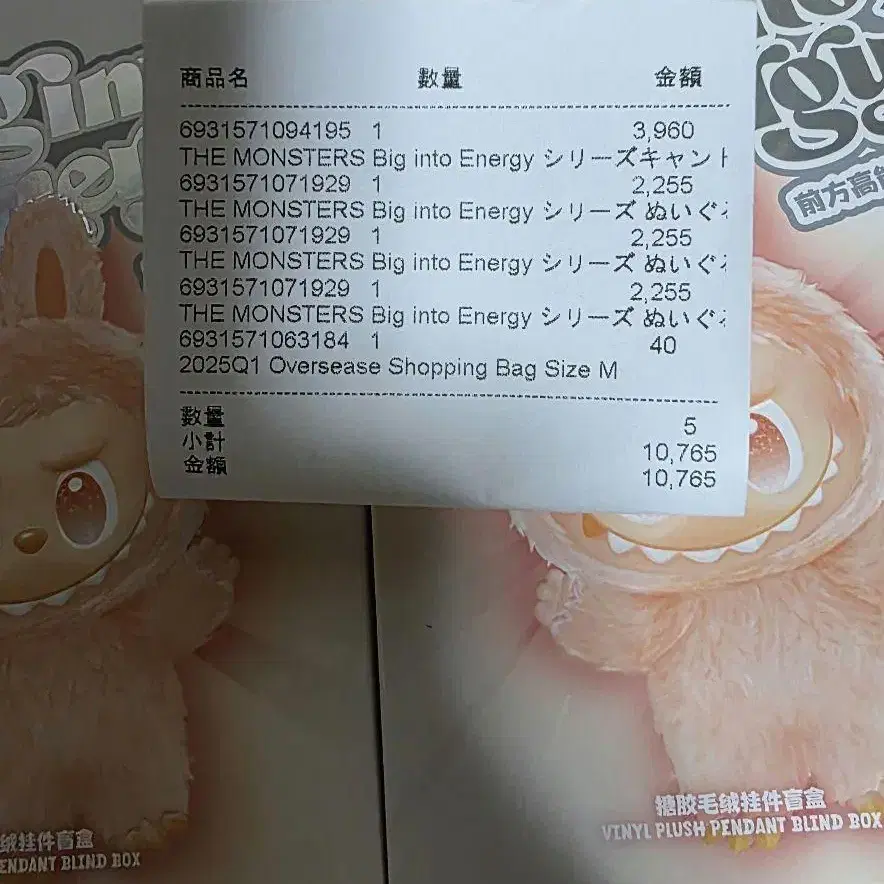 商品名 数量 金額
6931571094195 1 3,960
THE MONSTERS Big into Energy シリーズキャント
6931571071929 1 2,255
THE MONSTERS Big into Energy シリーズ ぬいぐ
6931571071929 1 2,255
THE MONSTERS Big into Energy シリーズ ぬいぐ
6931571071929 1 2,255
THE MONSTERS Big into Energy シリーズ ぬいぐ
6931571063184 1 40
2025Q1 Oversease Shopping Bag Size M
数量 5
小計 10,765
金額 10,765
前方高
绒挂件盲盒
ENDANT BLIND BOX
搪胶毛绒挂件盲盒
VINYL PLUSH PENDANT BLIND BOX